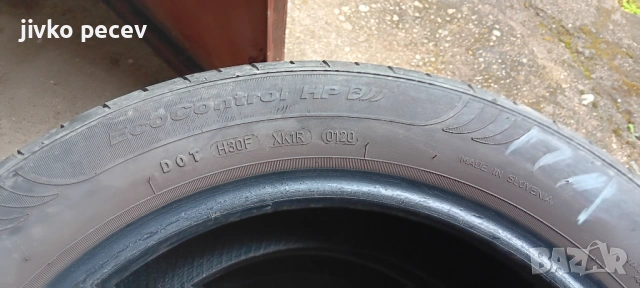 jivko pecev
EcoControl HP
DOT H30F XK1R 0120
MADE IN SLOVENIA
BAZAR